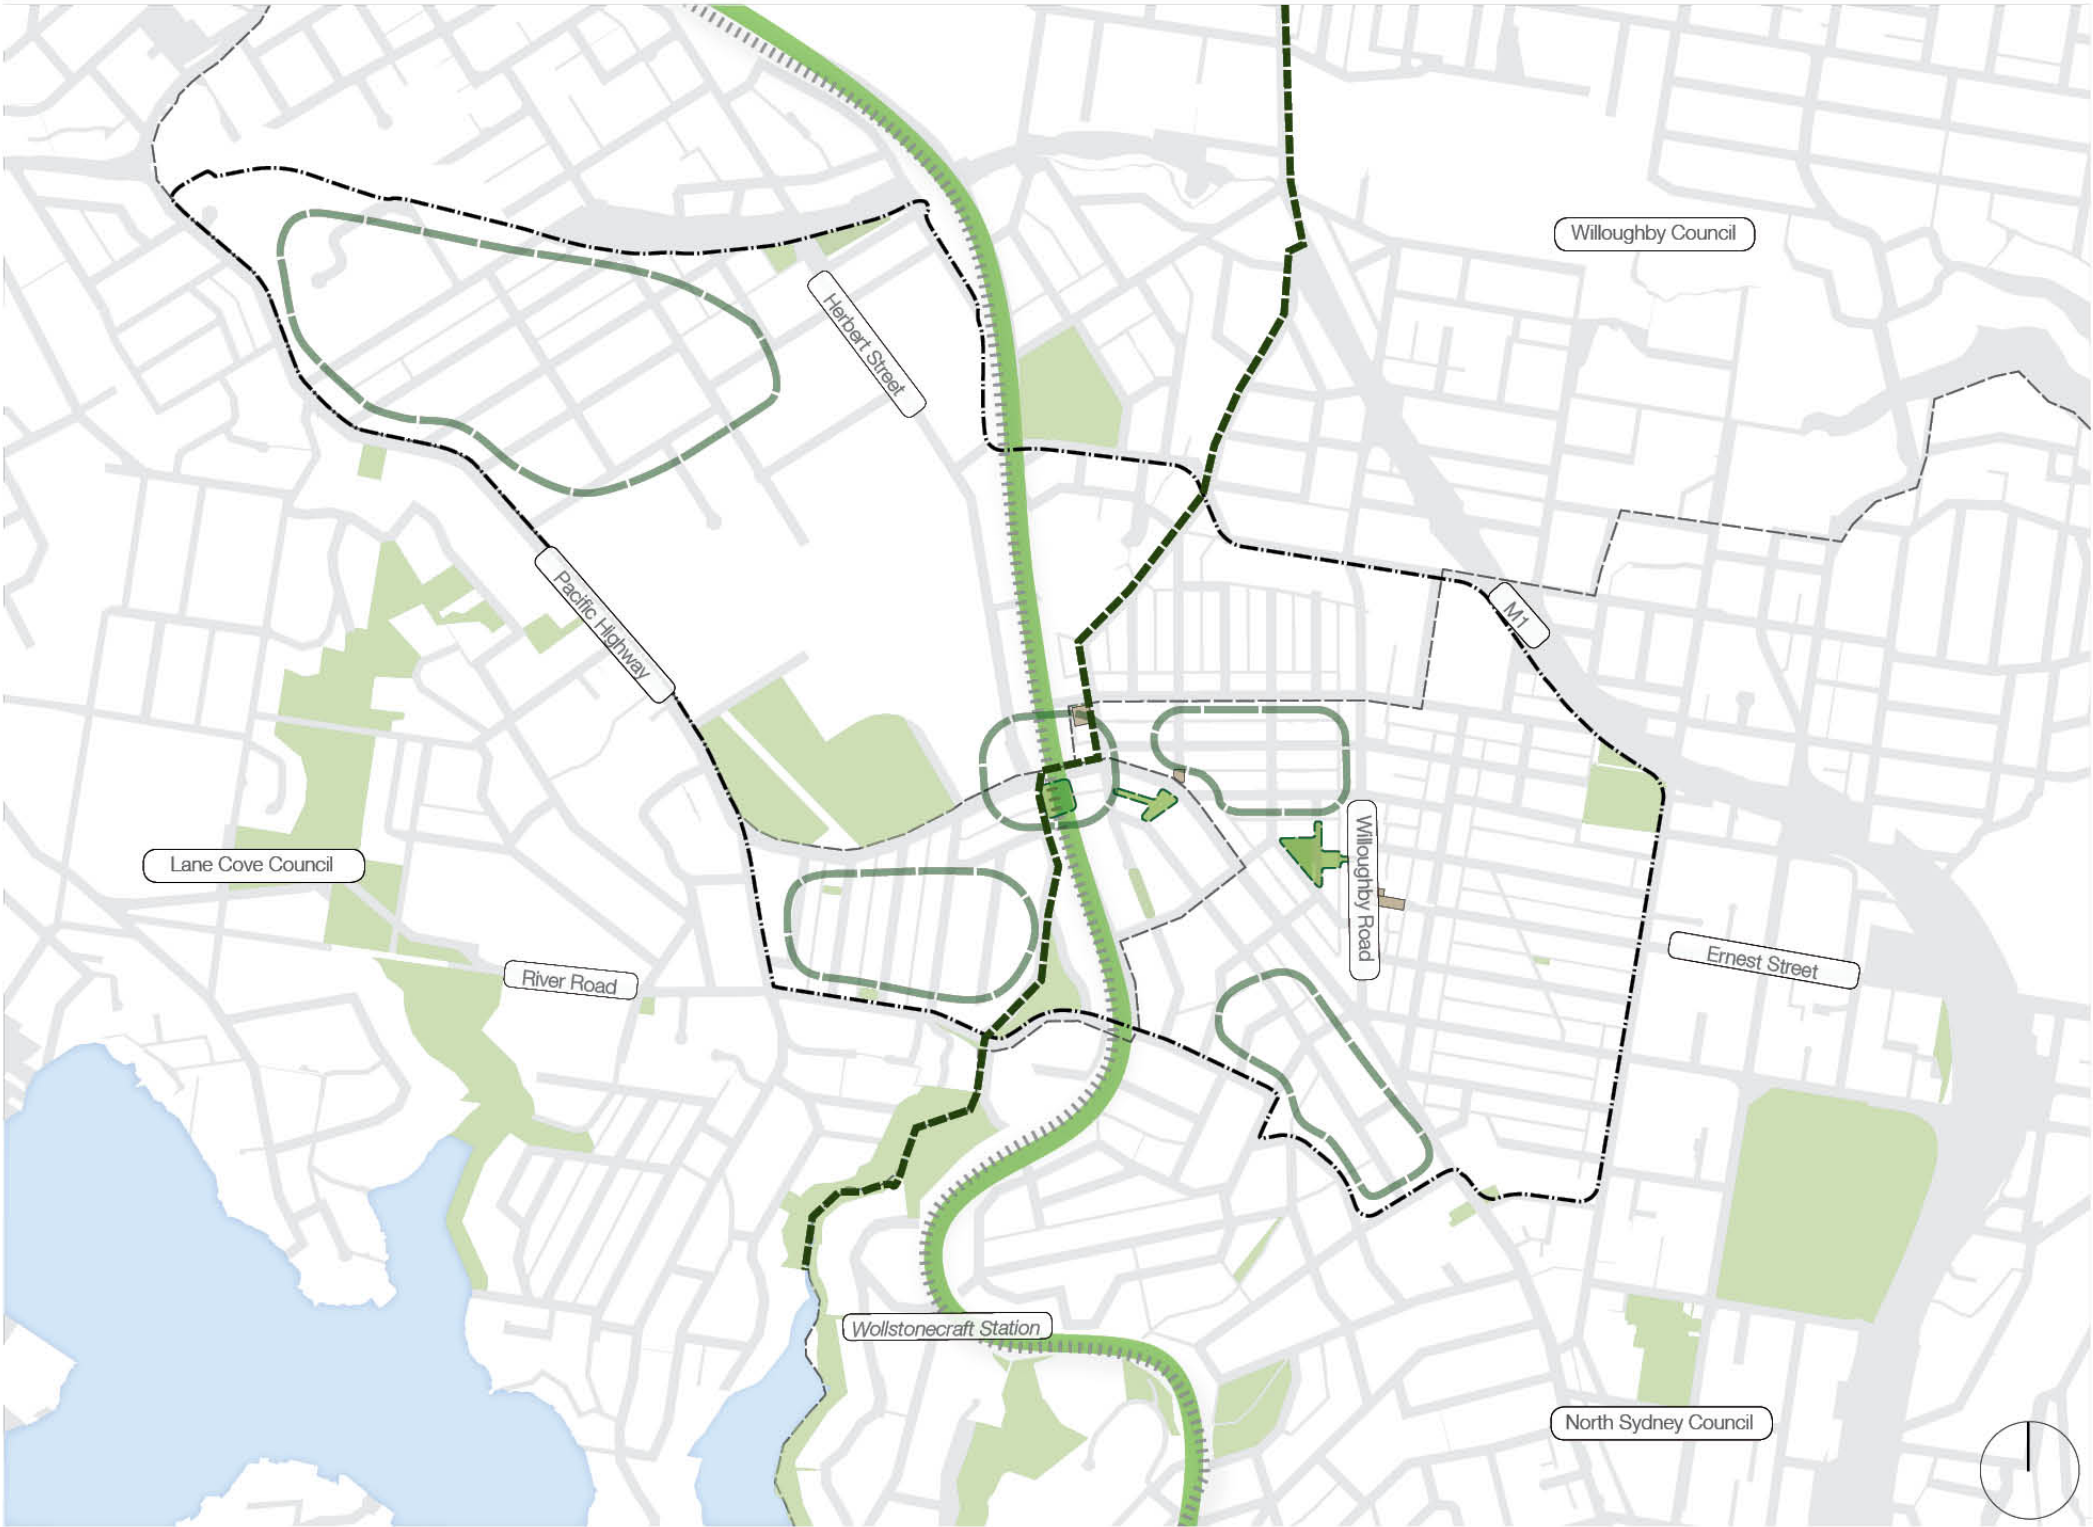 Willoughby Council
Herbert Street
Pacific Highway
M1
Lane Cove Council
Willoughby Road
River Road
Ernest Street
Wollstonecraft Station
North Sydney Council